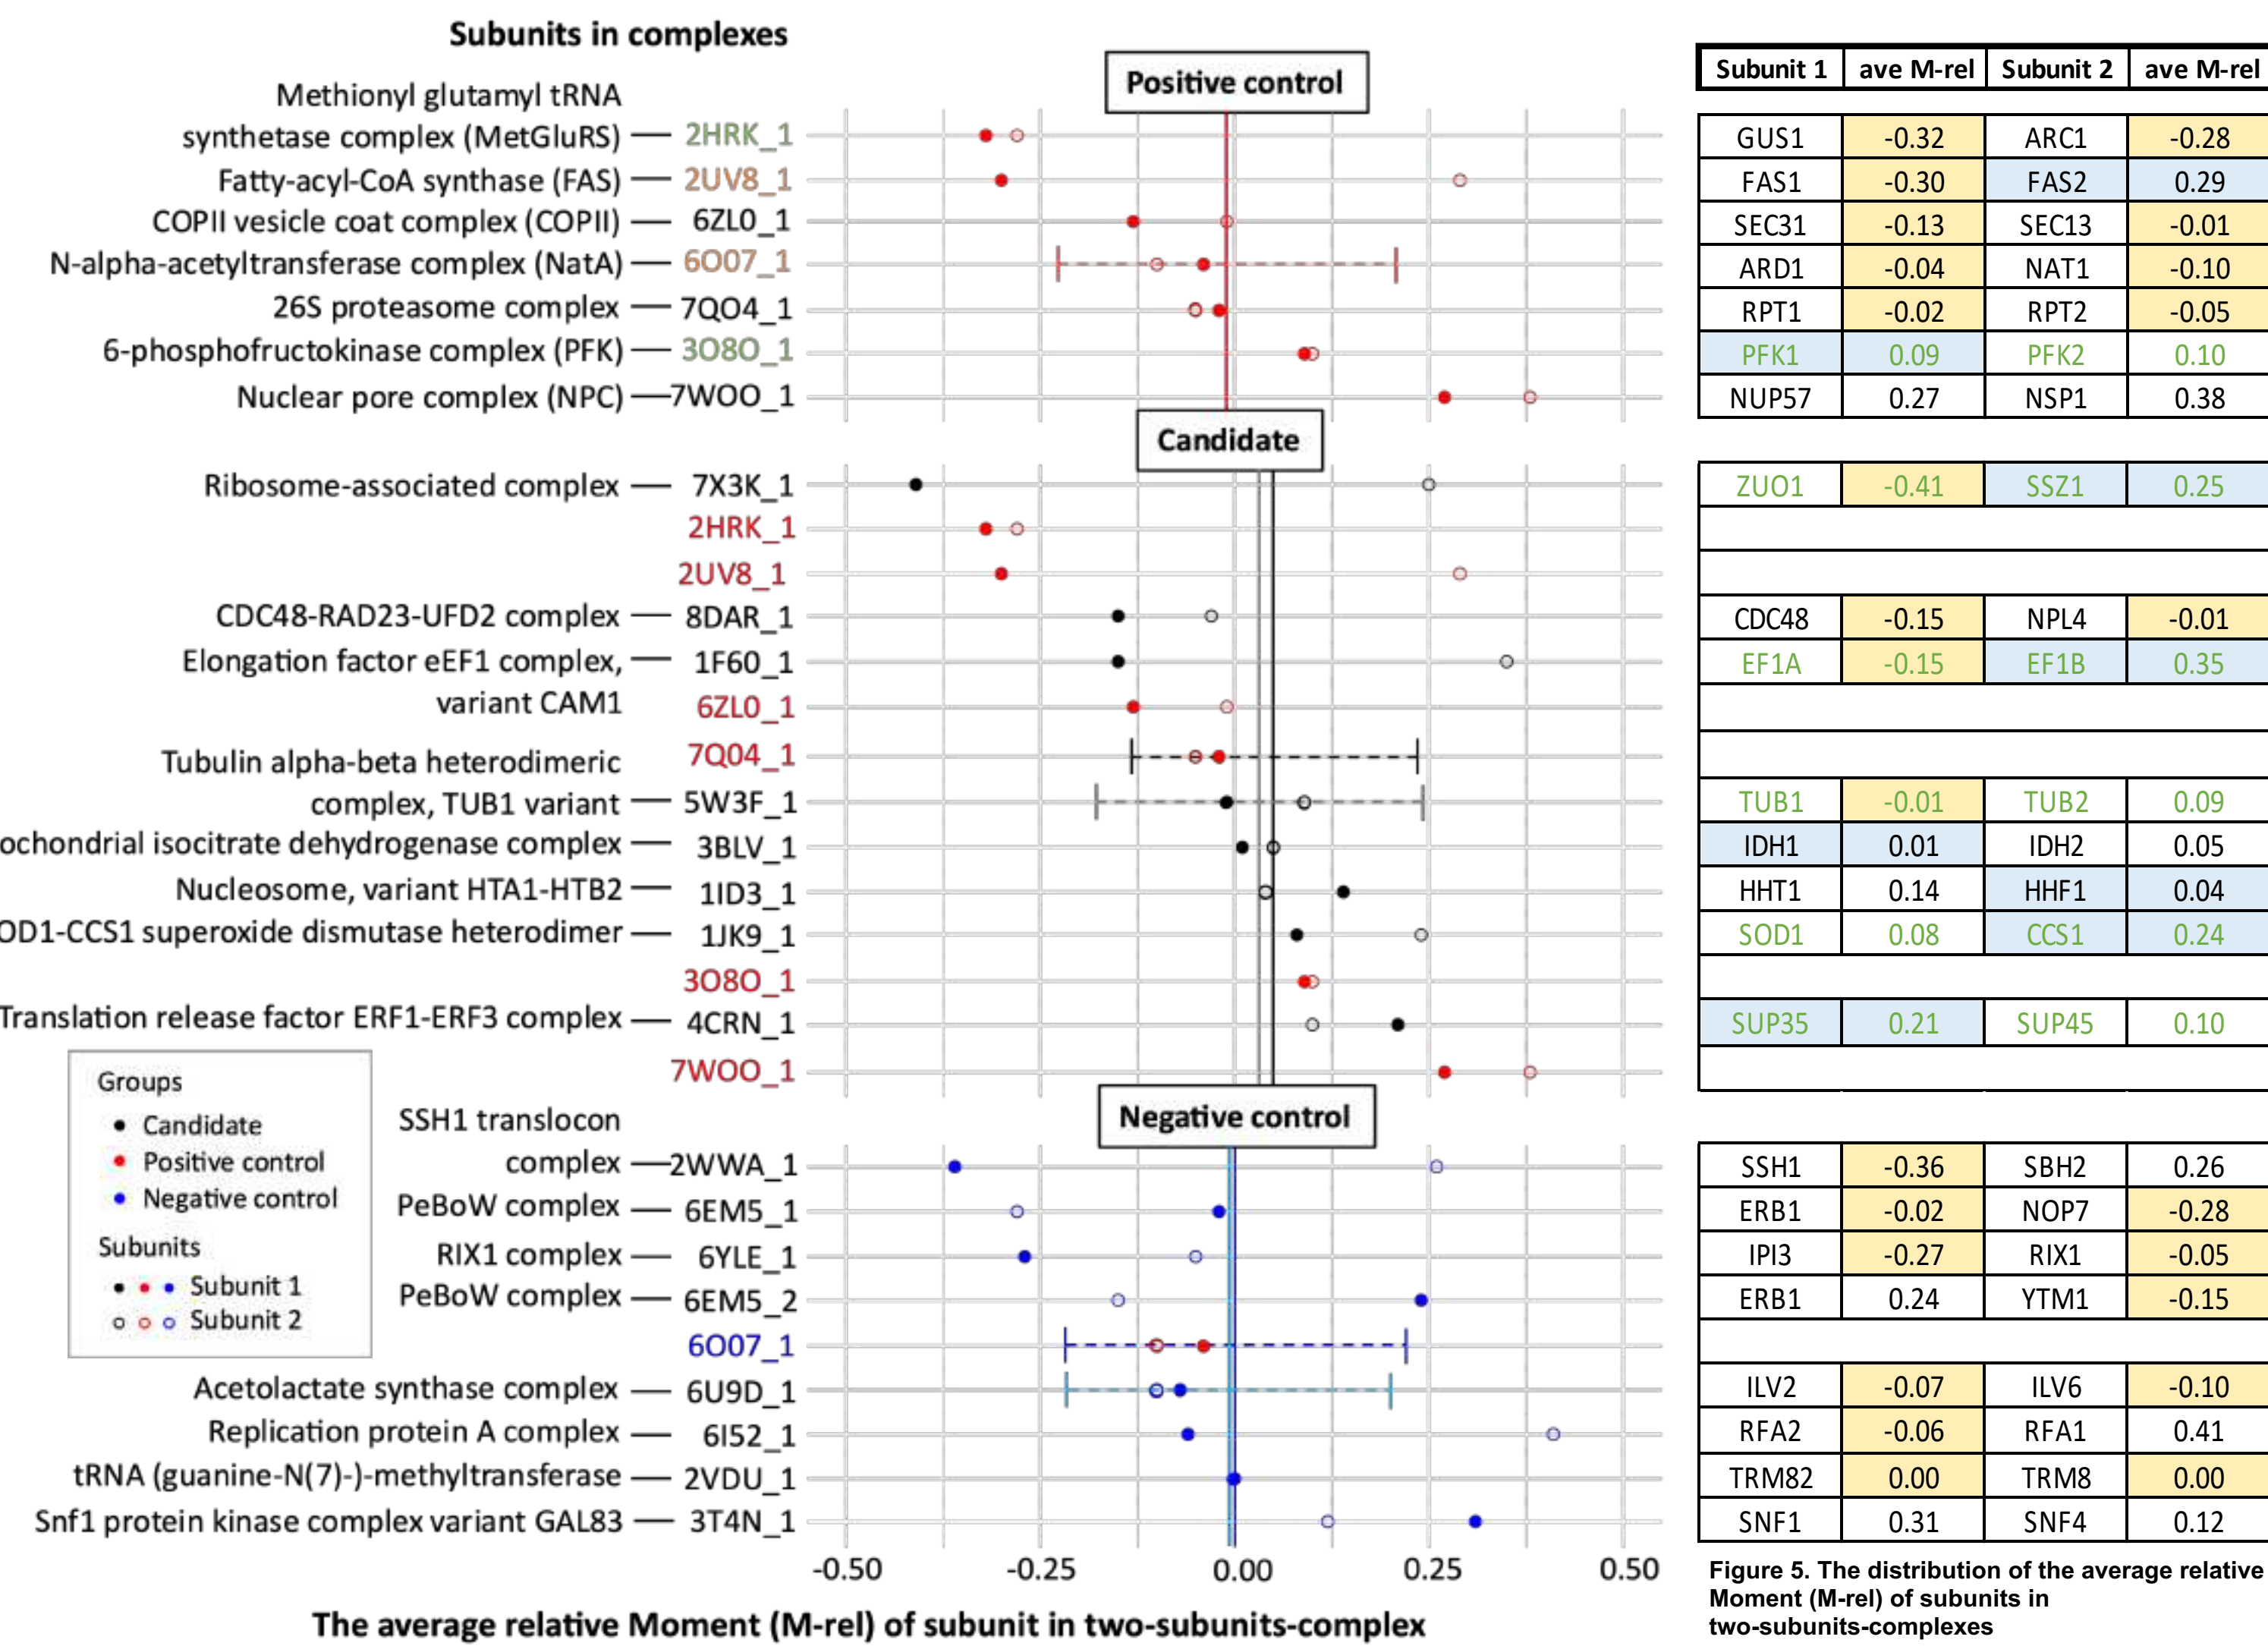 Subunits in complexes
Positive control
Methionyl glutamyl tRNA
synthetase complex (MetGluRS) — 2HRK_1
Fatty-acyl-CoA synthase (FAS) — 2UV8_1
COPII vesicle coat complex (COPII) — 6ZL0_1
N-alpha-acetyltransferase complex (NatA) — 6O07_1
26S proteasome complex — 7QO4_1
6-phosphofructokinase complex (PFK) — 3O8O_1
Nuclear pore complex (NPC) — 7WOO_1
Candidate
Ribosome-associated complex — 7X3K_1
2HRK_1
2UV8_1
CDC48-RAD23-UFD2 complex — 8DAR_1
Elongation factor eEF1 complex, — 1F60_1
variant CAM1
6ZL0_1
7Q04_1
Tubulin alpha-beta heterodimeric
complex, TUB1 variant — 5W3F_1
ochondrial isocitrate dehydrogenase complex — 3BLV_1
Nucleosome, variant HTA1-HTB2 — 1ID3_1
OD1-CCS1 superoxide dismutase heterodimer — 1JK9_1
3O8O_1
Translation release factor ERF1-ERF3 complex — 4CRN_1
7WOO_1
Negative control
SSH1 translocon
complex — 2WWA_1
PeBoW complex — 6EM5_1
RIX1 complex — 6YLE_1
PeBoW complex — 6EM5_2
6O07_1
Acetolactate synthase complex — 6U9D_1
Replication protein A complex — 6I52_1
tRNA (guanine-N(7)-)-methyltransferase — 2VDU_1
Snf1 protein kinase complex variant GAL83 — 3T4N_1
Groups
Candidate
Positive control
Negative control
Subunits
Subunit 1
Subunit 2
-0.50 -0.25 0.00 0.25 0.50
The average relative Moment (M-rel) of subunit in two-subunits-complex
Subunit 1 ave M-rel Subunit 2 ave M-rel
GUS1 -0.32 ARC1 -0.28
FAS1 -0.30 FAS2 0.29
SEC31 -0.13 SEC13 -0.01
ARD1 -0.04 NAT1 -0.10
RPT1 -0.02 RPT2 -0.05
PFK1 0.09 PFK2 0.10
NUP57 0.27 NSP1 0.38
ZUO1 -0.41 SSZ1 0.25
CDC48 -0.15 NPL4 -0.01
EF1A -0.15 EF1B 0.35
TUB1 -0.01 TUB2 0.09
IDH1 0.01 IDH2 0.05
HHT1 0.14 HHF1 0.04
SOD1 0.08 CCS1 0.24
SUP35 0.21 SUP45 0.10
SSH1 -0.36 SBH2 0.26
ERB1 -0.02 NOP7 -0.28
IPI3 -0.27 RIX1 -0.05
ERB1 0.24 YTM1 -0.15
ILV2 -0.07 ILV6 -0.10
RFA2 -0.06 RFA1 0.41
TRM82 0.00 TRM8 0.00
SNF1 0.31 SNF4 0.12
Figure 5. The distribution of the average relative
Moment (M-rel) of subunits in
two-subunits-complexes